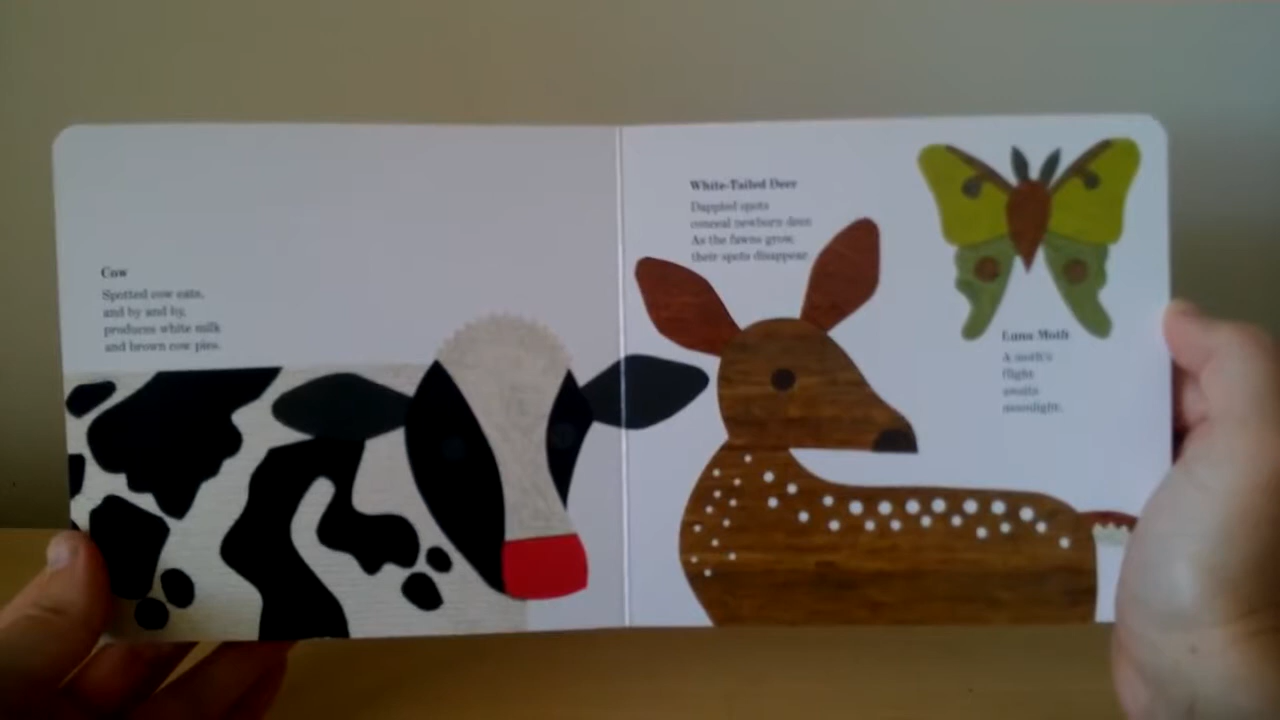 Cow
Spotted cow eats,
and by and by,
produces white milk
and brown cow pies.
White-Tailed Deer
Dappled spots
conceal newborn deer.
As the fawns grow,
their spots disappear.
Luna Moth
A moth's
flight
awaits
moonlight.